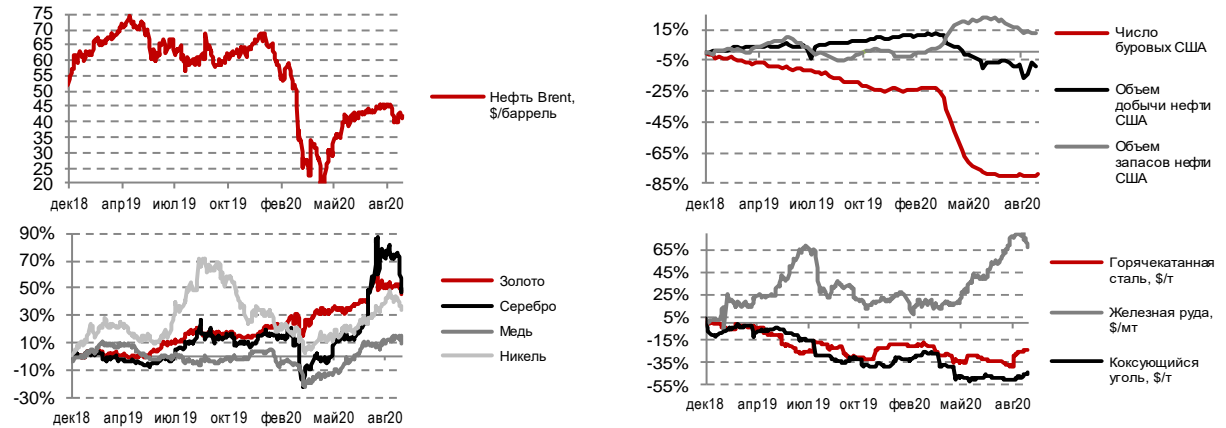 75
70
65
60
55
50
45
40
35
30
25
20
дек18 апр19 июл19 окт19 фев20 май20 авг20
Нефть Brent,
$/баррель
15%
-5%
-25%
-45%
-65%
-85%
дек18 апр19 июл19 окт19 фев20 май20 авг20
Число
буровых США
Объем
добычи нефти
США
Объем
запасов нефти
США
90%
70%
50%
30%
10%
-10%
-30%
дек18 апр19 июл19 окт19 фев20 май20 авг20
Золото
Серебро
Медь
Никель
65%
45%
25%
5%
-15%
-35%
-55%
дек18 апр19 июл19 окт19 фев20 май20 авг20
Горячекатанная
сталь, $/т
Железная руда,
$/мт
Коксующийся
уголь, $/т